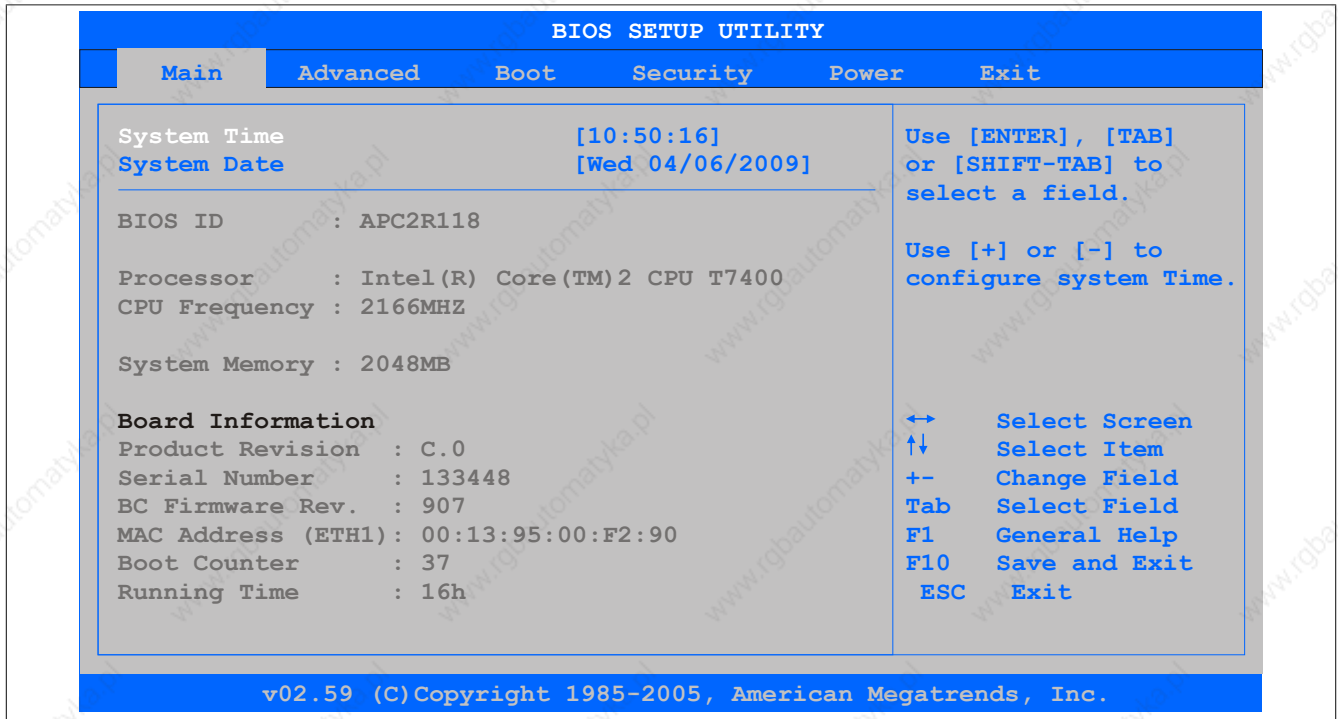 BIOS SETUP UTILITY
Main Advanced Boot Security Power Exit
System Time [10:50:16]
System Date [Wed 04/06/2009]
BIOS ID : APC2R118
Processor : Intel(R) Core(TM)2 CPU T7400
CPU Frequency : 2166MHZ
System Memory : 2048MB
Board Information
Product Revision : C.0
Serial Number : 133448
BC Firmware Rev. : 907
MAC Address (ETH1): 00:13:95:00:F2:90
Boot Counter : 37
Running Time : 16h
Use [ENTER], [TAB]
or [SHIFT-TAB] to
select a field.
Use [+] or [-] to
configure system Time.
↔ Select Screen
↑↓ Select Item
+- Change Field
Tab Select Field
F1 General Help
F10 Save and Exit
ESC Exit
v02.59 (C)Copyright 1985-2005, American Megatrends, Inc.
www.rgbautomatyka.pl